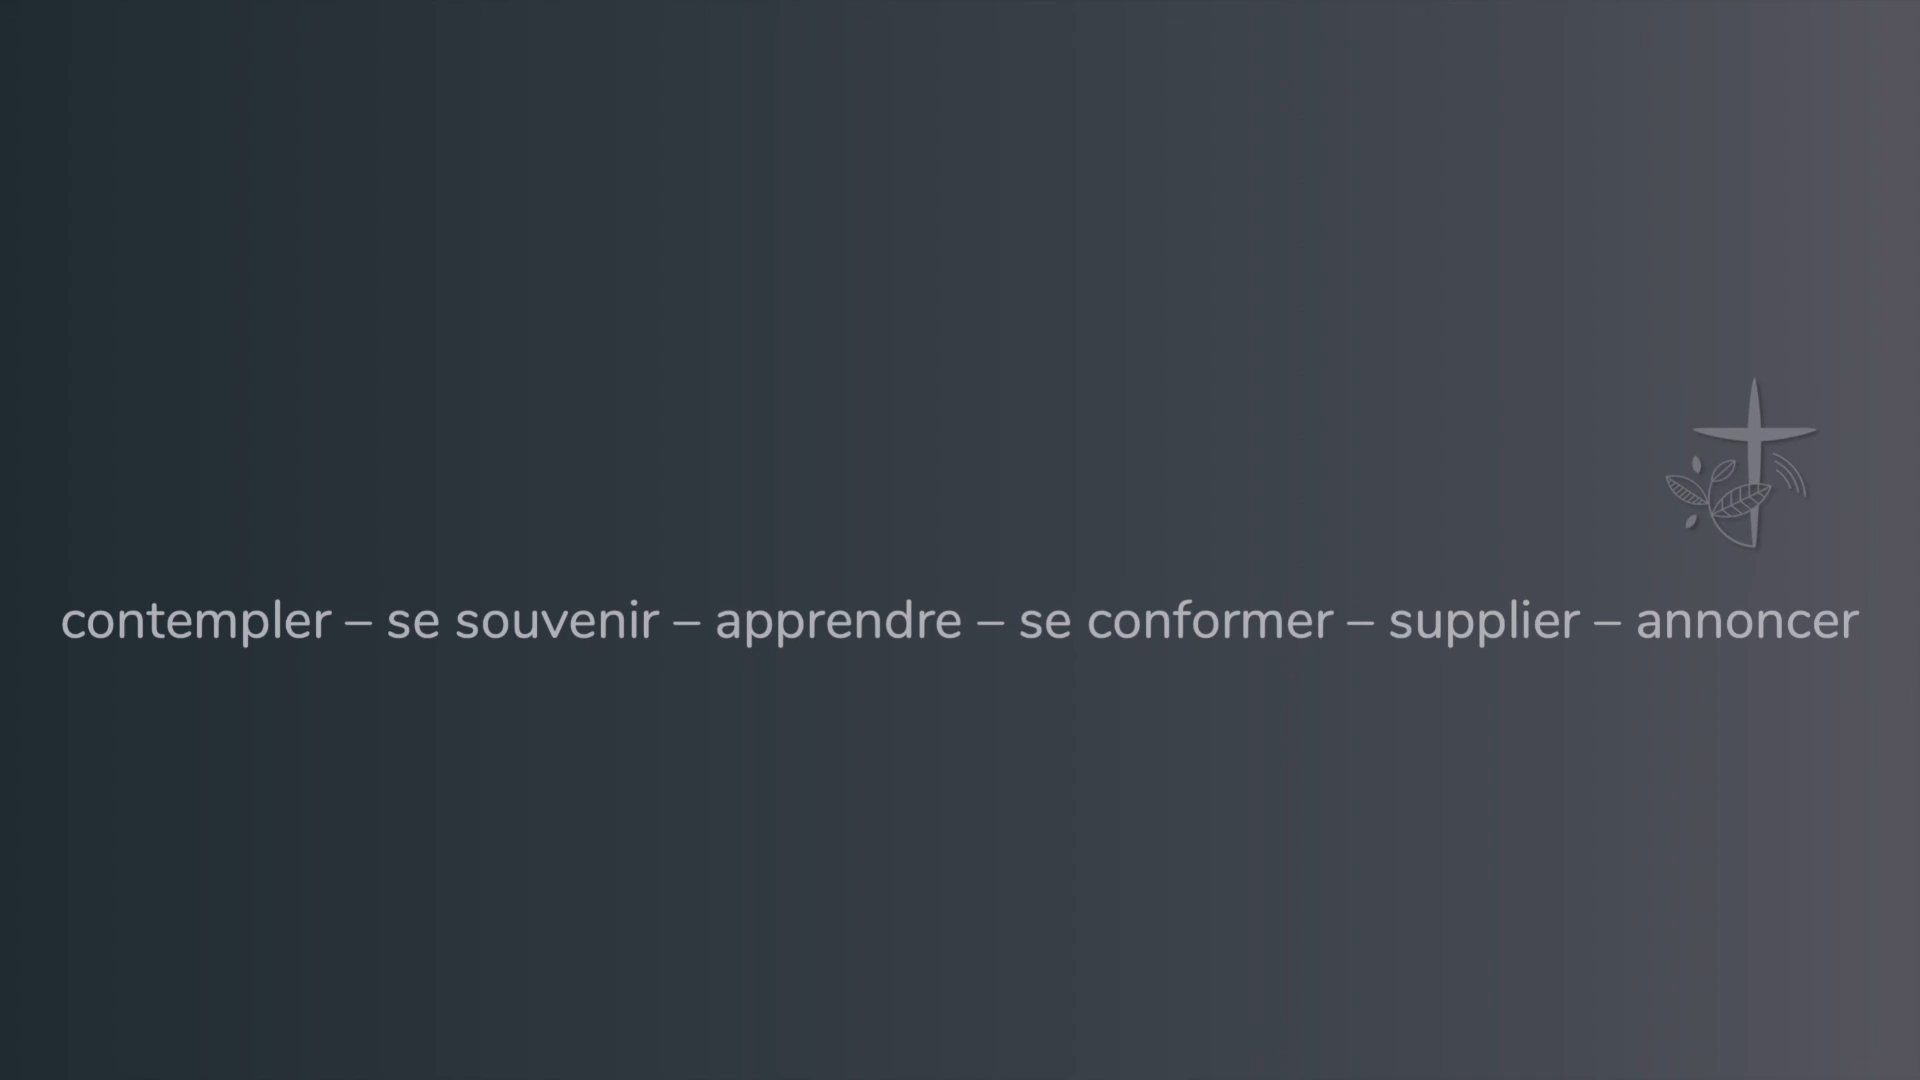 contempler – se souvenir – apprendre – se conformer – supplier – annoncer